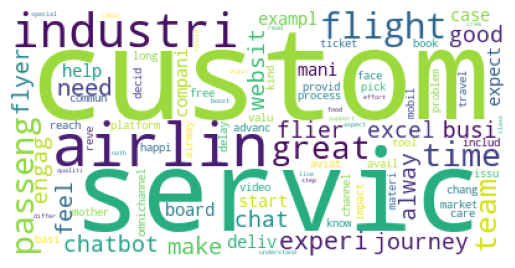 industri flight exampl case
custom good
help need compani websit mani
flyer expect
airlin great flier excel busi
passeng engag time
servic alway team
feel board chat start
chatbot make deliv experi journey
special read ticket book
long decid free provid face pick travel
commun process mobil problem
reach platform valu advanc kind
happi airway delay aviat avail tool includ
mother omnichannel video channel impact materi chang issu
know market care
basi differ understand
noth step live food support aspect
effort boost class